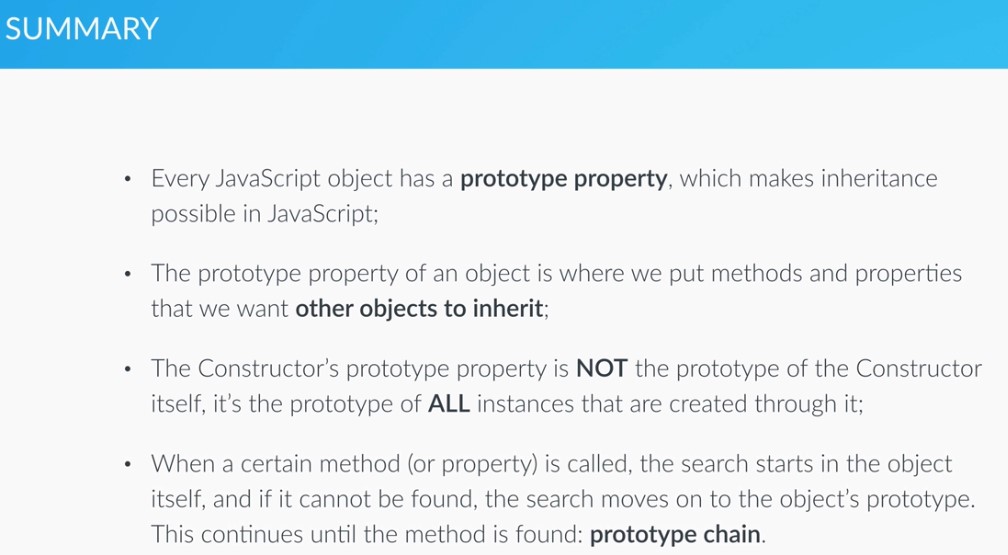 SUMMARY
• Every JavaScript object has a prototype property, which makes inheritance
possible in JavaScript;
• The prototype property of an object is where we put methods and properties
that we want other objects to inherit;
• The Constructor’s prototype property is NOT the prototype of the Constructor
itself, it’s the prototype of ALL instances that are created through it;
• When a certain method (or property) is called, the search starts in the object
itself, and if it cannot be found, the search moves on to the object’s prototype.
This continues until the method is found: prototype chain.